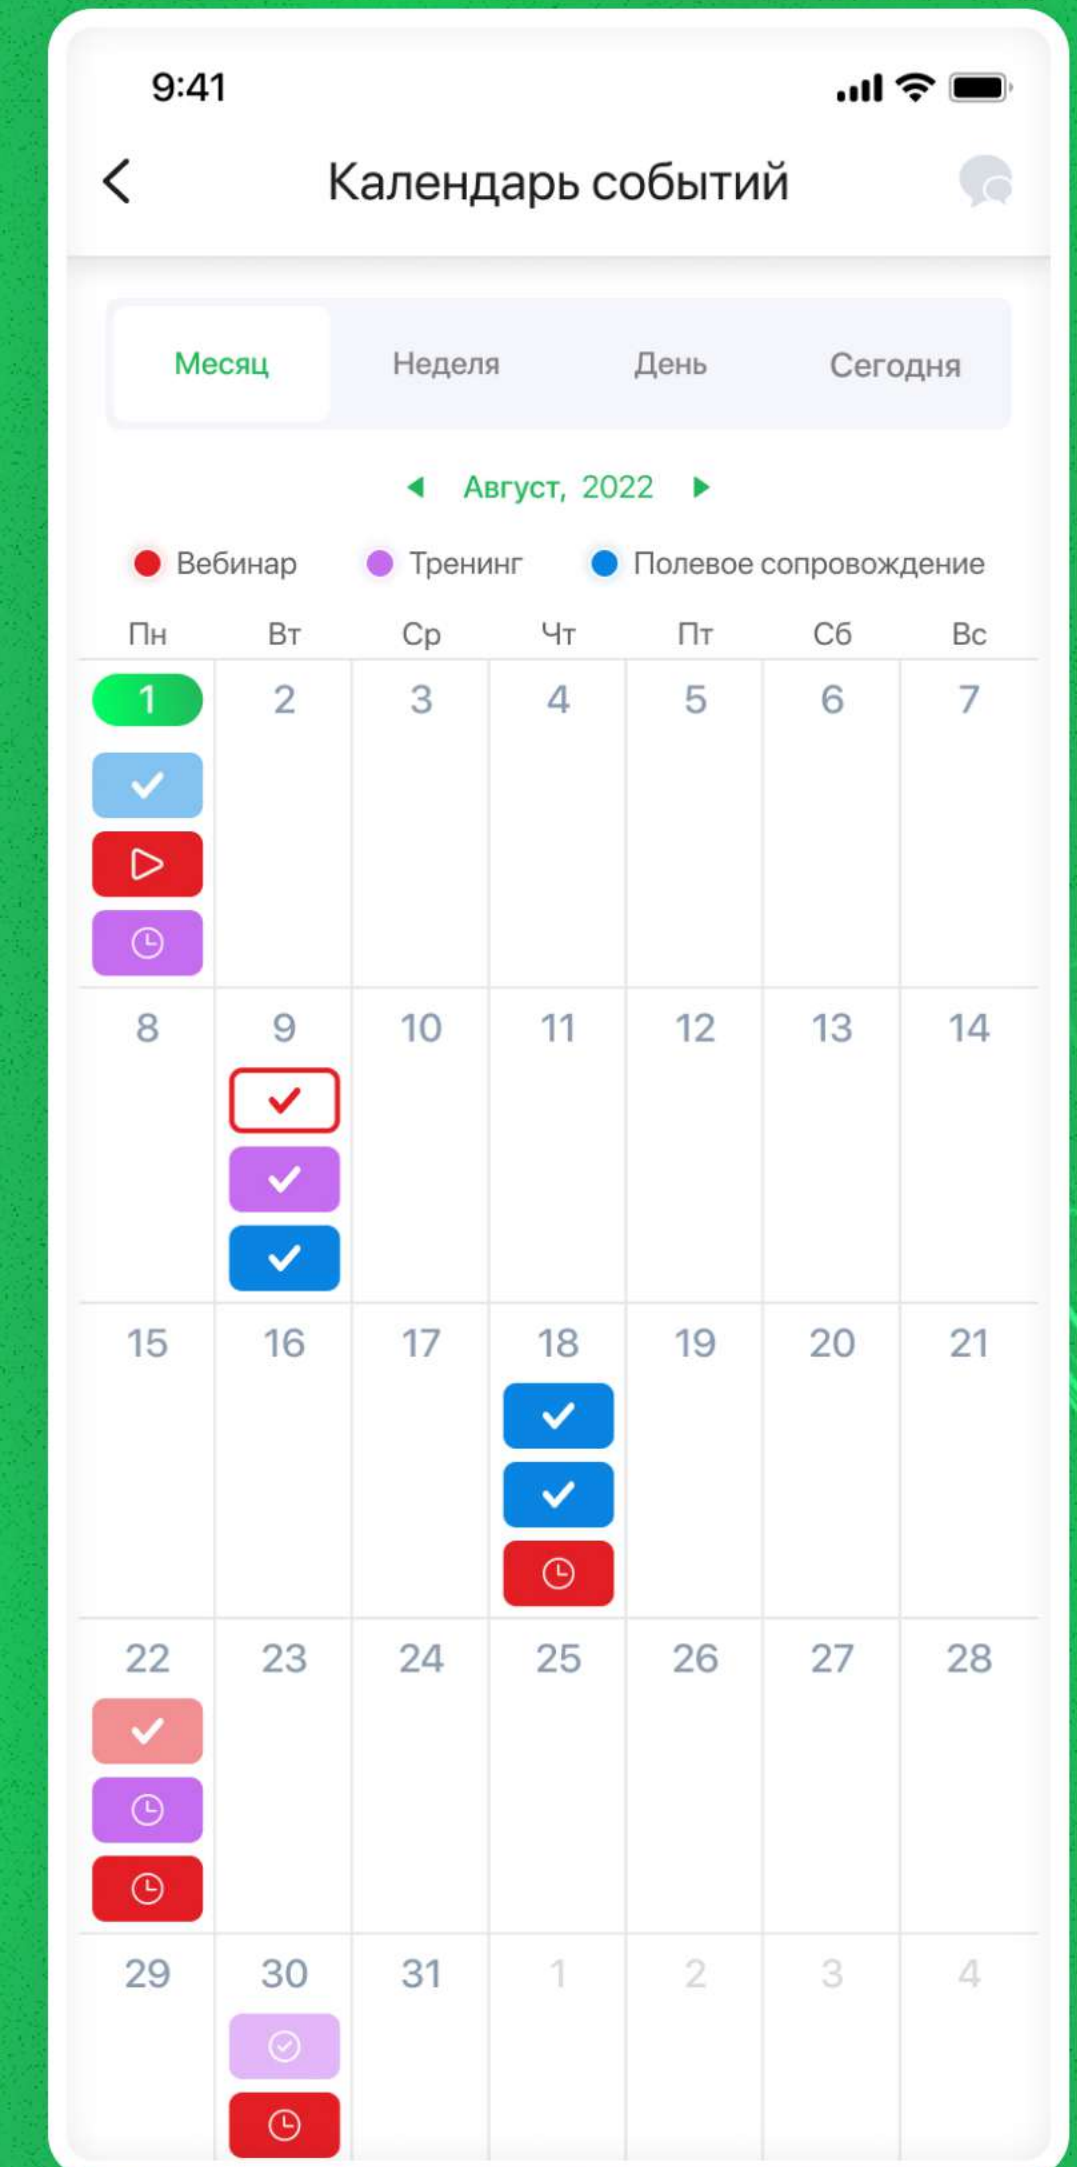 9:41
Календарь событий
Месяц Неделя День Сегодня
Август, 2022
Вебинар Тренинг Полевое сопровождение
Пн Вт Ср Чт Пт Сб Вс
1 2 3 4 5 6 7
8 9 10 11 12 13 14
15 16 17 18 19 20 21
22 23 24 25 26 27 28
29 30 31 1 2 3 4